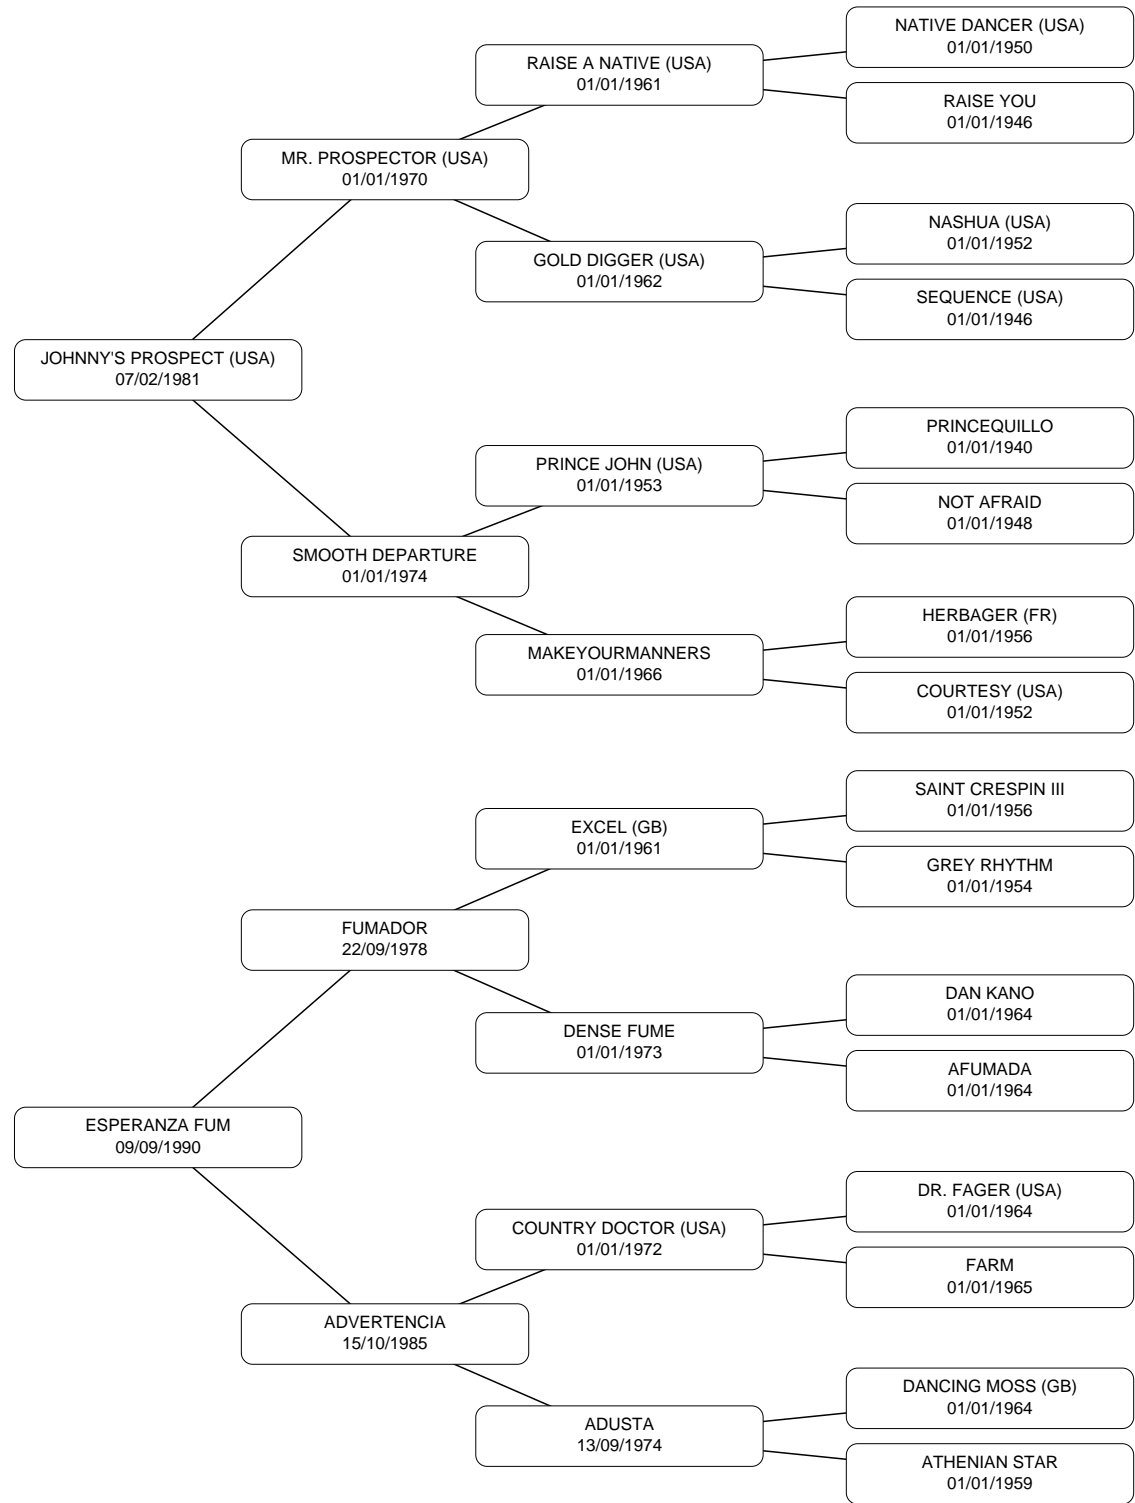 NATIVE DANCER (USA)
01/01/1950
RAISE A NATIVE (USA)
01/01/1961
RAISE YOU
01/01/1946
MR. PROSPECTOR (USA)
01/01/1970
NASHUA (USA)
01/01/1952
GOLD DIGGER (USA)
01/01/1962
SEQUENCE (USA)
01/01/1946
JOHNNY'S PROSPECT (USA)
07/02/1981
PRINCEQUILLO
01/01/1940
PRINCE JOHN (USA)
01/01/1953
NOT AFRAID
01/01/1948
SMOOTH DEPARTURE
01/01/1974
HERBAGER (FR)
01/01/1956
MAKEYOURMANNERS
01/01/1966
COURTESY (USA)
01/01/1952
SAINT CRESPIN III
01/01/1956
EXCEL (GB)
01/01/1961
GREY RHYTHM
01/01/1954
FUMADOR
22/09/1978
DAN KANO
01/01/1964
DENSE FUME
01/01/1973
AFUMADA
01/01/1964
ESPERANZA FUM
09/09/1990
DR. FAGER (USA)
01/01/1964
COUNTRY DOCTOR (USA)
01/01/1972
FARM
01/01/1965
ADVERTENCIA
15/10/1985
DANCING MOSS (GB)
01/01/1964
ADUSTA
13/09/1974
ATHENIAN STAR
01/01/1959